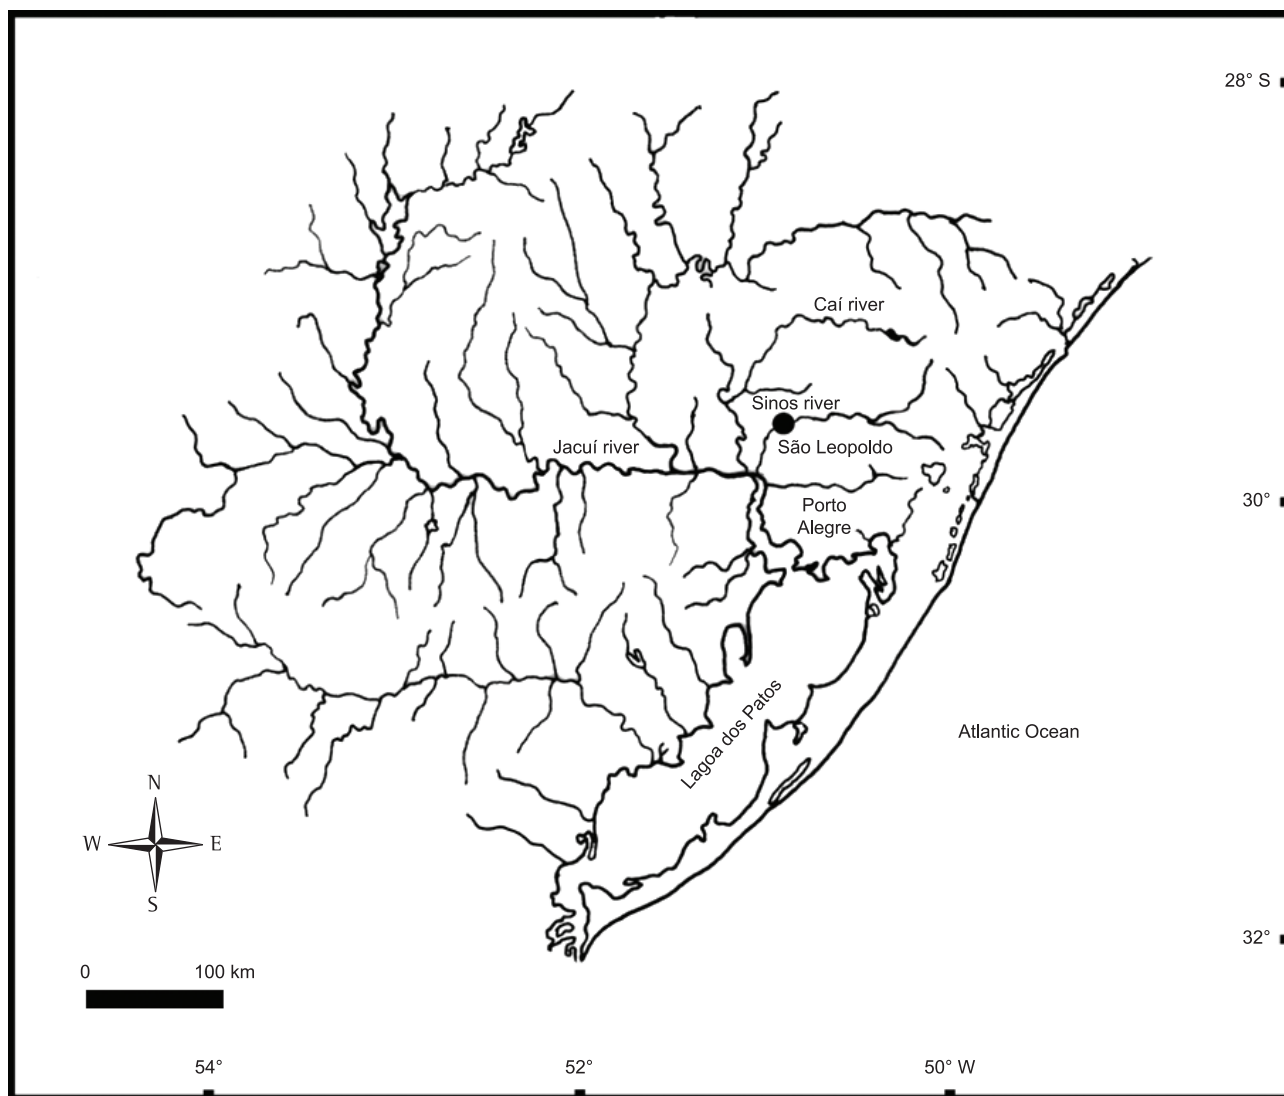 28° S
Caí river
Sinos river
Jacuí river
São Leopoldo
Porto
Alegre
30°
Lagoa dos Patos
Atlantic Ocean
N
W
E
S
32°
0
100 km
54°
52°
50° W